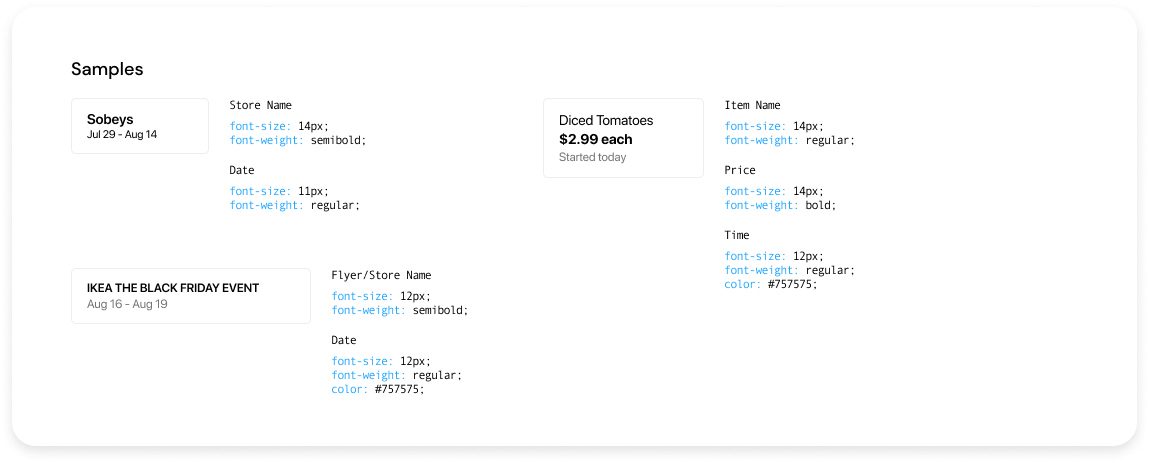 Samples
Sobeys
Jul 29 - Aug 14
Store Name
font-size: 14px;
font-weight: semibold;
Date
font-size: 11px;
font-weight: regular;
Diced Tomatoes
$2.99 each
Started today
Item Name
font-size: 14px;
font-weight: regular;
Price
font-size: 14px;
font-weight: bold;
Time
font-size: 12px;
font-weight: regular;
color: #757575;
IKEA THE BLACK FRIDAY EVENT
Aug 16 - Aug 19
Flyer/Store Name
font-size: 12px;
font-weight: semibold;
Date
font-size: 12px;
font-weight: regular;
color: #757575;